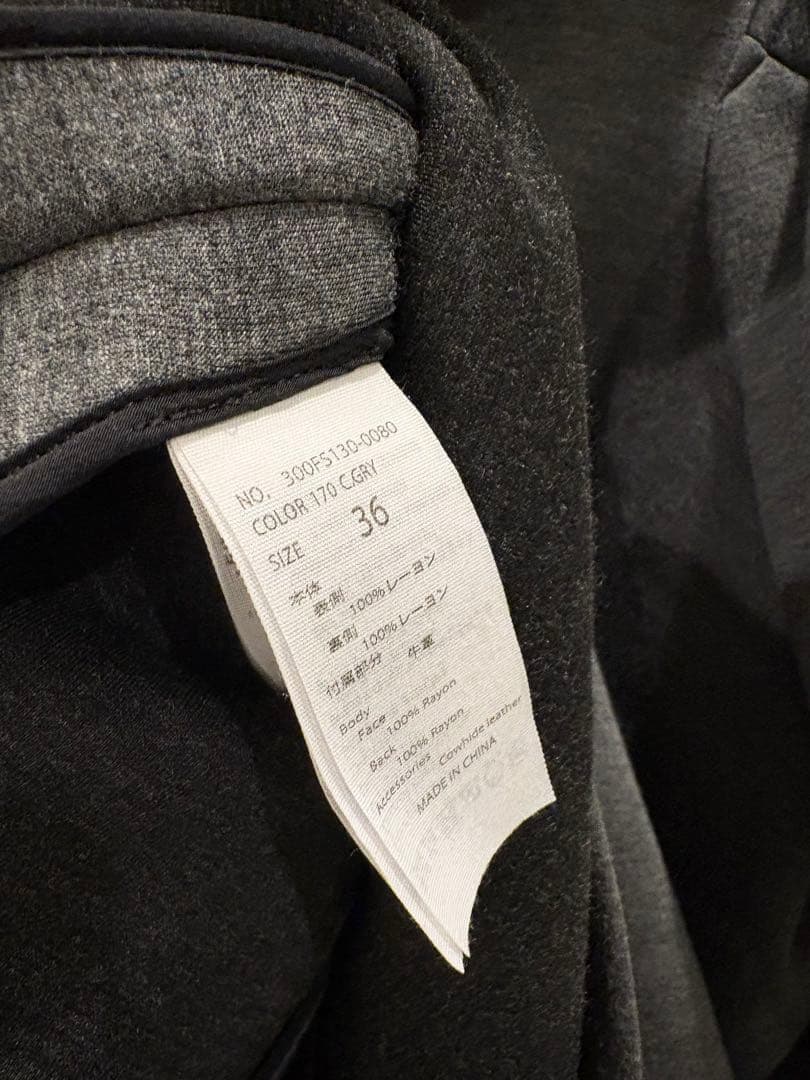 NO. 300FS130-0080
COLOR 170 C.GRY
SIZE 36
本体
表側 100%レーヨン
裏側 100%レーヨン
付属部分 牛革
Body
Face 100% Rayon
Back 100% Rayon
Accessories Cowhide leather
MADE IN CHINA